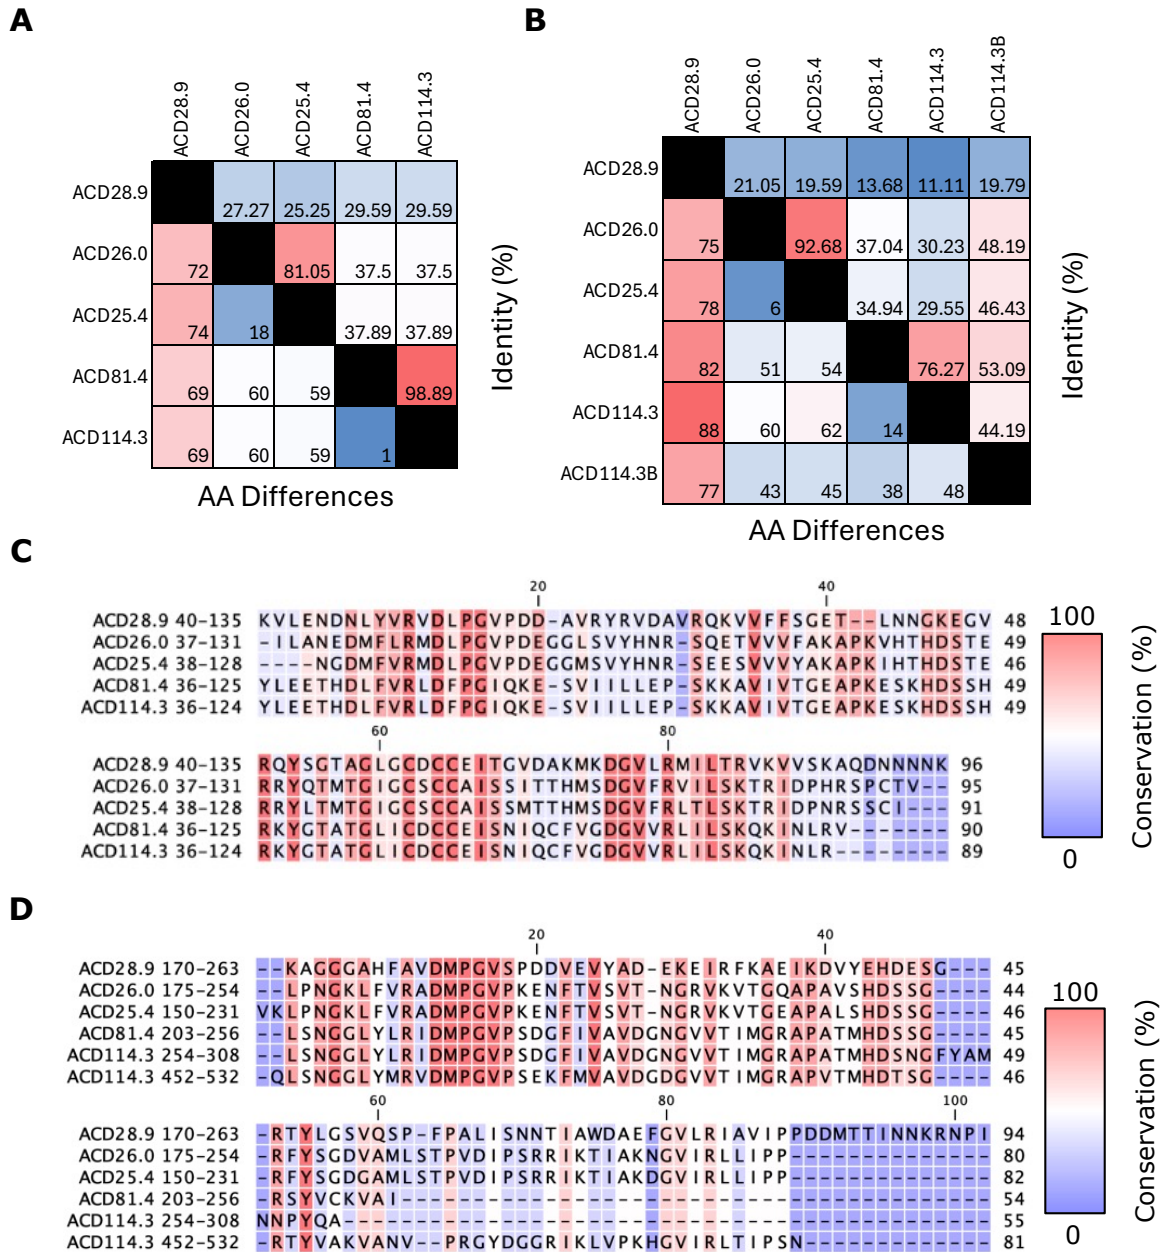 A
B
ACD28.9 ACD26.0 ACD25.4 ACD81.4 ACD114.3
ACD28.9 27.27 25.25 29.59 29.59
ACD26.0 72 81.05 37.5 37.5
ACD25.4 74 18 37.89 37.89
ACD81.4 69 60 59 98.89
ACD114.3 69 60 59 1
AA Differences
Identity (%)
ACD28.9 ACD26.0 ACD25.4 ACD81.4 ACD114.3 ACD114.3B
ACD28.9 21.05 19.59 13.68 11.11 19.79
ACD26.0 75 92.68 37.04 30.23 48.19
ACD25.4 78 6 34.94 29.55 46.43
ACD81.4 82 51 54 76.27 53.09
ACD114.3 88 60 62 14 44.19
ACD114.3B 77 43 45 38 48
AA Differences
Identity (%)
C
20 40
ACD28.9 40-135 KVLENDNLYVRVDLPGVPDD-AVRYRVDAVRQKVVFFSGET--LNNGKEGV 48
ACD26.0 37-131 -ILANEDMFLRMDLPGVPDEGGLSVYHNR-SQETVVVFAKAPKVHTHDSTE 49
ACD25.4 38-128 ----NGDMFVRMDLPGVPDEGGMSVYHNR-SEESVVVYAKAPKIHTHDSTE 46
ACD81.4 36-125 YLEETHDLFVRLDFPGIQKE-SVIILLEP-SKKAVIVTGEAPKESKHDSSH 49
ACD114.3 36-124 YLEETHDLFVRLDFPGIQKE-SVIILLEP-SKKAVIVTGEAPKESKHDSSH 49
60 80
ACD28.9 40-135 RQYSGTAGLGCDCCEITGVDAKMKDGVLRMILTRVKVVSKAQDNNNNK 96
ACD26.0 37-131 RRYQTMTGIGCSCCAISSITTHMSDGVFRVILSKTRIDPHRSPCTV-- 95
ACD25.4 38-128 RRYLTMTGIGCSCCAISSMTTHMSDGVFRLTLSKTRIDPNRSSCI--- 91
ACD81.4 36-125 RKYGTATGLICDCCEISNIQCFVGDGVVRLILSKQKINLRV------- 90
ACD114.3 36-124 RKYGTATGLICDCCEISNIQCFVGDGVVRLILSKQKINLR-------- 89
100
0
Conservation (%)
D
20 40
ACD28.9 170-263 --KAGGGAHFAVDMPGVSPDDVEVYAD-EKEIRFKAEIKDVYEHDESG--- 45
ACD26.0 175-254 --LPNGKLFVRADMPGVPKENFTVSVT-NGRVKVTGQAPAVSHDSSG---- 44
ACD25.4 150-231 VKLPNGKLFVRADMPGVPKENFTVSVT-NGRVKVTGEAPALSHDSSG---- 46
ACD81.4 203-256 --LSNGGLYLRIDMPGVPSDGFIVAVDGNGVVTIMGRAPATMHDSSG---- 45
ACD114.3 254-308 --LSNGGLYLRIDMPGVPSDGFIVAVDGNGVVTIMGRAPATMHDSNGFYAM 49
ACD114.3 452-532 -QLSNGGLYMRVDMPGVPSEKFMVAVDGDGVVTIMGRAPVTMHDTSG---- 46
60 80 100
ACD28.9 170-263 -RTYLGSVQSP-FPALISNNTIAWDAEFGVLRIAVIPPDDMTTINNKRNPI 94
ACD26.0 175-254 -RFYSGDVAMLSTPVDIPSRRIKTIAKNGVIRLLIPP-------------- 80
ACD25.4 150-231 -RFYSGDGAMLSTPVDIPSRRIKTIAKDGVIRLLIPP-------------- 82
ACD81.4 203-256 -RSYVCKVAI----------------------------------------- 54
ACD114.3 254-308 NNPYQA--------------------------------------------- 55
ACD114.3 452-532 -RTYVAKVANV--PRGYDGGRIKLVPKHGVIRLTIPSN------------- 81
100
0
Conservation (%)